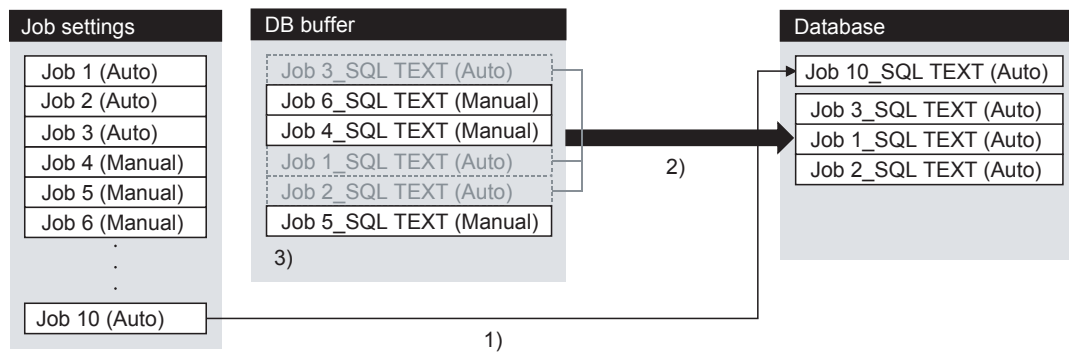 Job settings
Job 1 (Auto)
Job 2 (Auto)
Job 3 (Auto)
Job 4 (Manual)
Job 5 (Manual)
Job 6 (Manual)
.
.
.
Job 10 (Auto)
DB buffer
Job 3_SQL TEXT (Auto)
Job 6_SQL TEXT (Manual)
Job 4_SQL TEXT (Manual)
Job 1_SQL TEXT (Auto)
Job 2_SQL TEXT (Auto)
Job 5_SQL TEXT (Manual)
3)
2)
1)
Database
Job 10_SQL TEXT (Auto)
Job 3_SQL TEXT (Auto)
Job 1_SQL TEXT (Auto)
Job 2_SQL TEXT (Auto)